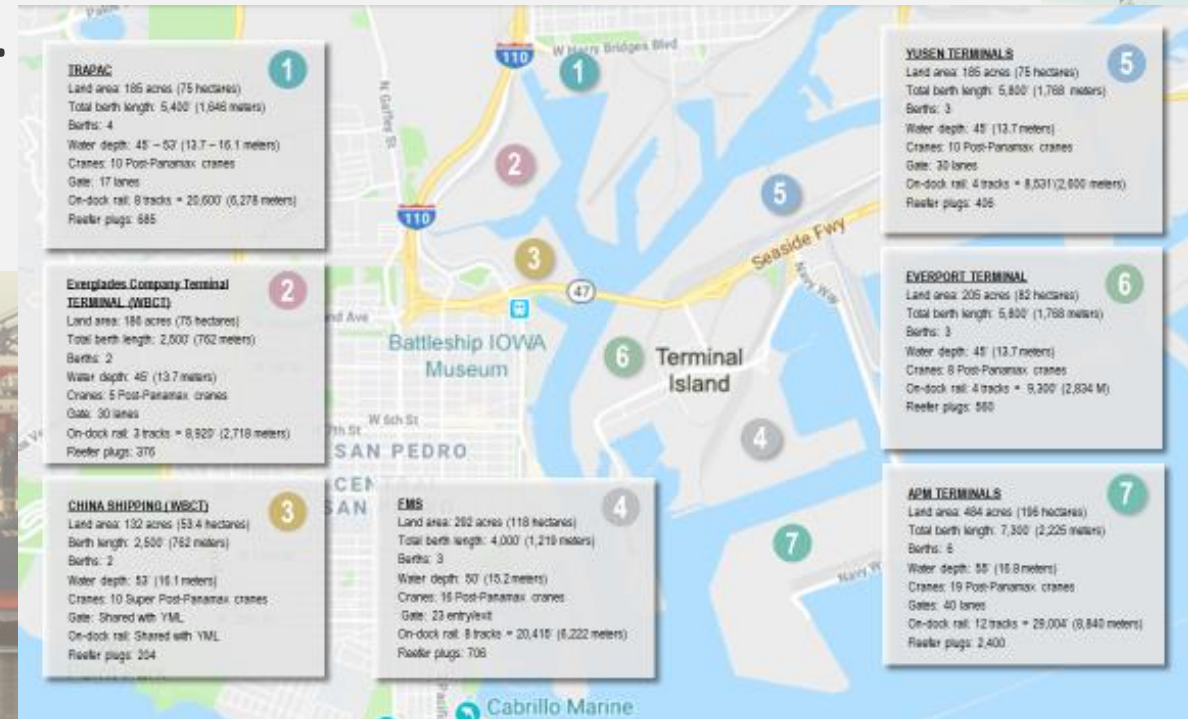 1
TRAPAC
Land area: 185 acres (75 hectares)
Total berth length: 5,400' (1,646 meters)
Berths: 4
Water depth: 45' – 53' (13.7 – 16.1 meters)
Cranes: 10 Post-Panamax cranes
Gate: 17 lanes
On-dock rail: 8 tracks = 20,600' (6,278 meters)
Reefer plugs: 685
2
Everglades Company Terminal
TERMINAL (WBCT)
Land area: 186 acres (75 hectares)
Total berth length: 2,500' (762 meters)
Berths: 2
Water depth: 45' (13.7 meters)
Cranes: 5 Post-Panamax cranes
Gate: 30 lanes
On-dock rail: 3 tracks = 8,920' (2,718 meters)
Reefer plugs: 376
3
CHINA SHIPPING (WBCT)
Land area: 132 acres (53.4 hectares)
Berth length: 2,500' (762 meters)
Berths: 2
Water depth: 53' (16.1 meters)
Cranes: 10 Super Post-Panamax cranes
Gate: Shared with YML
On-dock rail: Shared with YML
Reefer plugs: 204
4
FMS
Land area: 292 acres (118 hectares)
Total berth length: 4,000' (1,219 meters)
Berths: 3
Water depth: 50' (15.2 meters)
Cranes: 16 Post-Panamax cranes
Gate: 23 entry/exit
On-dock rail: 8 tracks = 20,415' (6,222 meters)
Reefer plugs: 706
5
YUSEN TERMINALS
Land area: 185 acres (75 hectares)
Total berth length: 5,800' (1,768 meters)
Berths: 3
Water depth: 45' (13.7 meters)
Cranes: 10 Post-Panamax cranes
Gate: 30 lanes
On-dock rail: 4 tracks = 8,531' (2,600 meters)
Reefer plugs: 406
6
EVERPORT TERMINAL
Land area: 205 acres (82 hectares)
Total berth length: 5,800' (1,768 meters)
Berths: 3
Water depth: 45' (13.7 meters)
Cranes: 8 Post-Panamax cranes
On-dock rail: 4 tracks = 9,300' (2,834 M)
Reefer plugs: 560
7
APM TERMINALS
Land area: 484 acres (196 hectares)
Total berth length: 7,300' (2,225 meters)
Berths: 6
Water depth: 55' (16.8 meters)
Cranes: 19 Post-Panamax cranes
Gates: 40 lanes
On-dock rail: 12 tracks = 29,004' (8,840 meters)
Reefer plugs: 2,400
110
W Harry Bridges Blvd
1
N Gaffey St
2
110
5
3
Seaside Fwy
47
Navy Way
Battleship IOWA
Museum
6
Terminal
Island
W 6th St
7th St
4
SAN PEDRO
7
Navy W
Cabrillo Marine